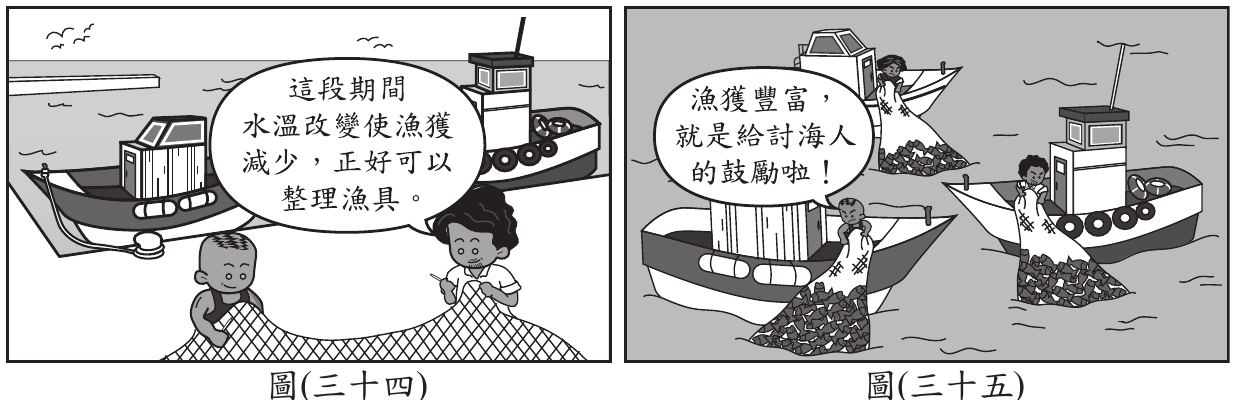 這段期間
水溫改變使漁獲
減少，正好可以
整理漁具。
漁獲豐富，
就是給討海人
的鼓勵啦！
圖(三十四)
圖(三十五)